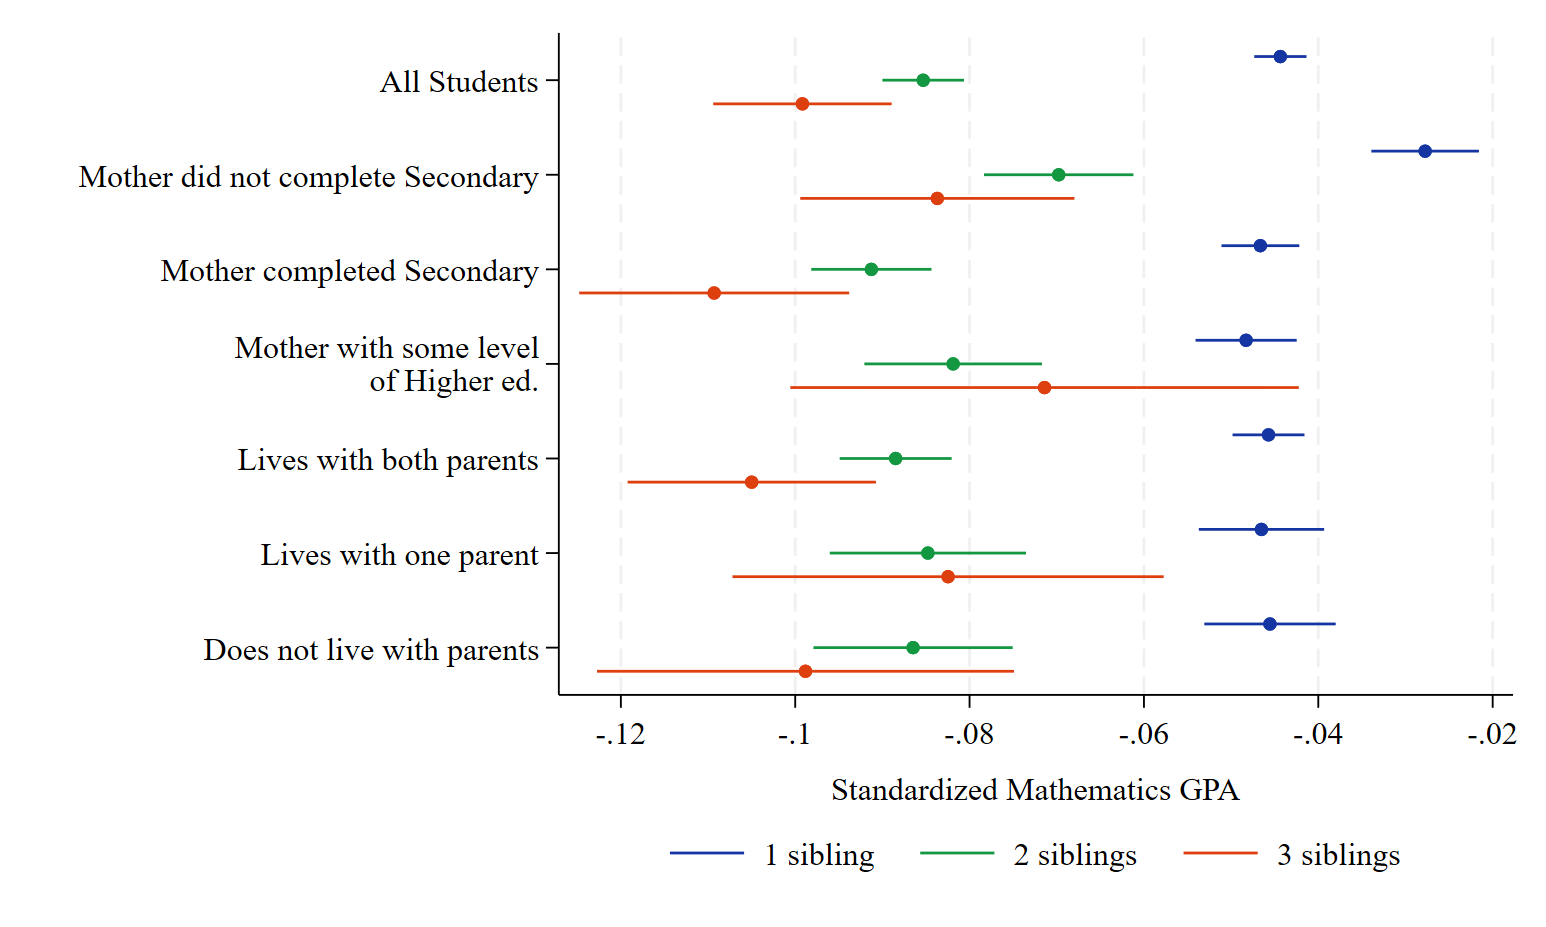 All Students
Mother did not complete Secondary
Mother completed Secondary
Mother with some level
of Higher ed.
Lives with both parents
Lives with one parent
Does not live with parents
-.12 -.1 -.08 -.06 -.04 -.02
Standardized Mathematics GPA
1 sibling 2 siblings 3 siblings